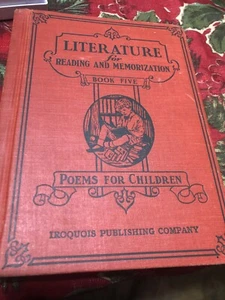 LITERATURE
for
READING AND MEMORIZATION
BOOK FIVE
POEMS FOR CHILDREN
IROQUOIS PUBLISHING COMPANY